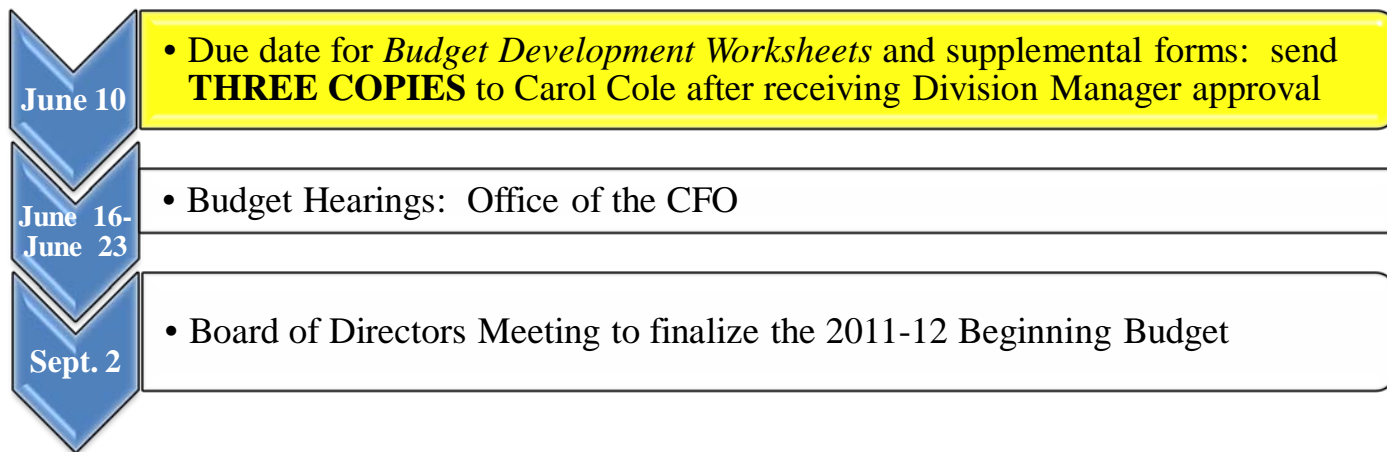 June 10
• Due date for Budget Development Worksheets and supplemental forms: send
THREE COPIES to Carol Cole after receiving Division Manager approval
June 16-
June 23
• Budget Hearings: Office of the CFO
Sept. 2
• Board of Directors Meeting to finalize the 2011-12 Beginning Budget